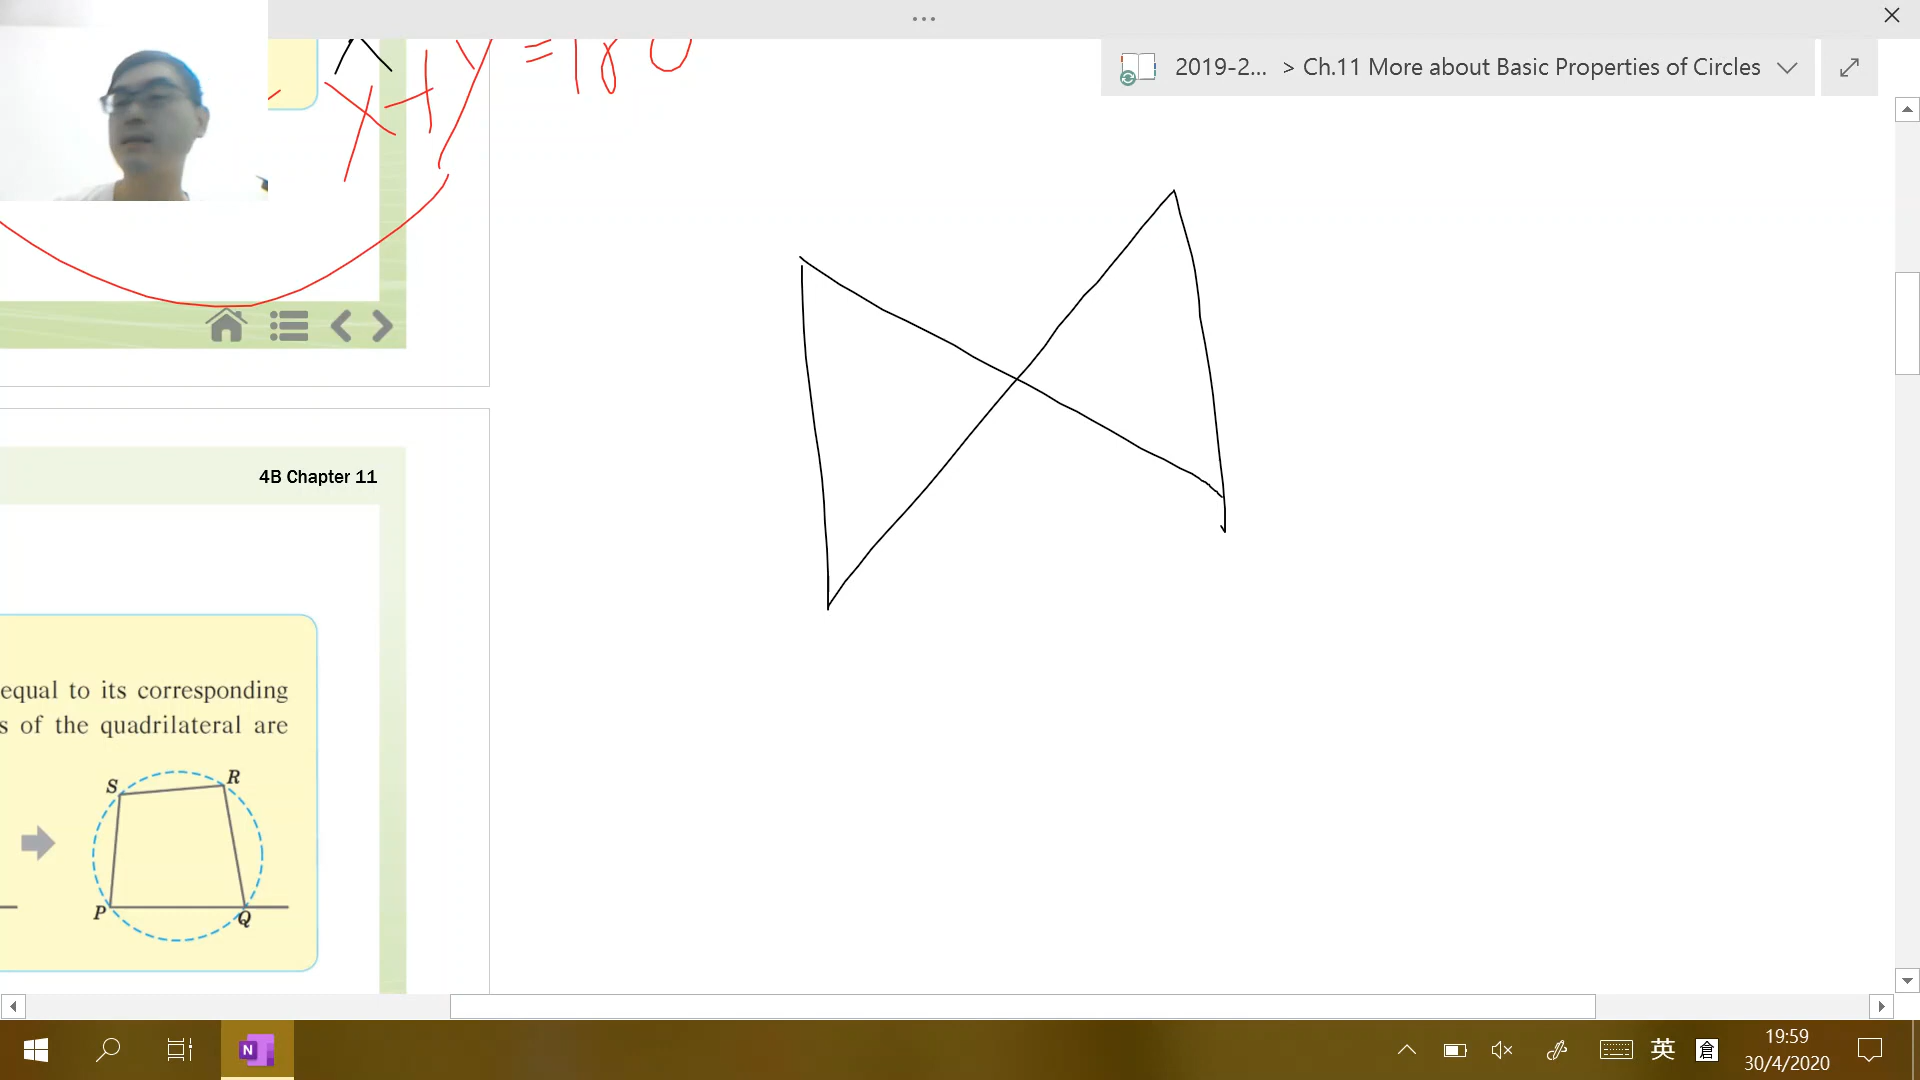 x + y = 180
2019-2... > Ch.11 More about Basic Properties of Circles
4B Chapter 11
equal to its corresponding
s of the quadrilateral are
S
R
P
Q
N
英
倉
19:59
30/4/2020